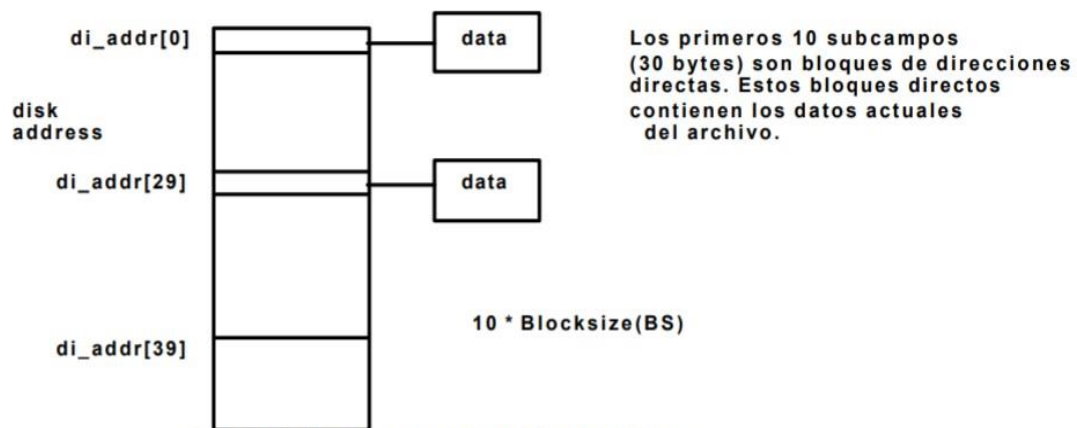 di_addr[0]
data
disk
address
di_addr[29]
data
di_addr[39]
Los primeros 10 subcampos
(30 bytes) son bloques de direcciones
directas. Estos bloques directos
contienen los datos actuales
del archivo.
10 * Blocksize(BS)